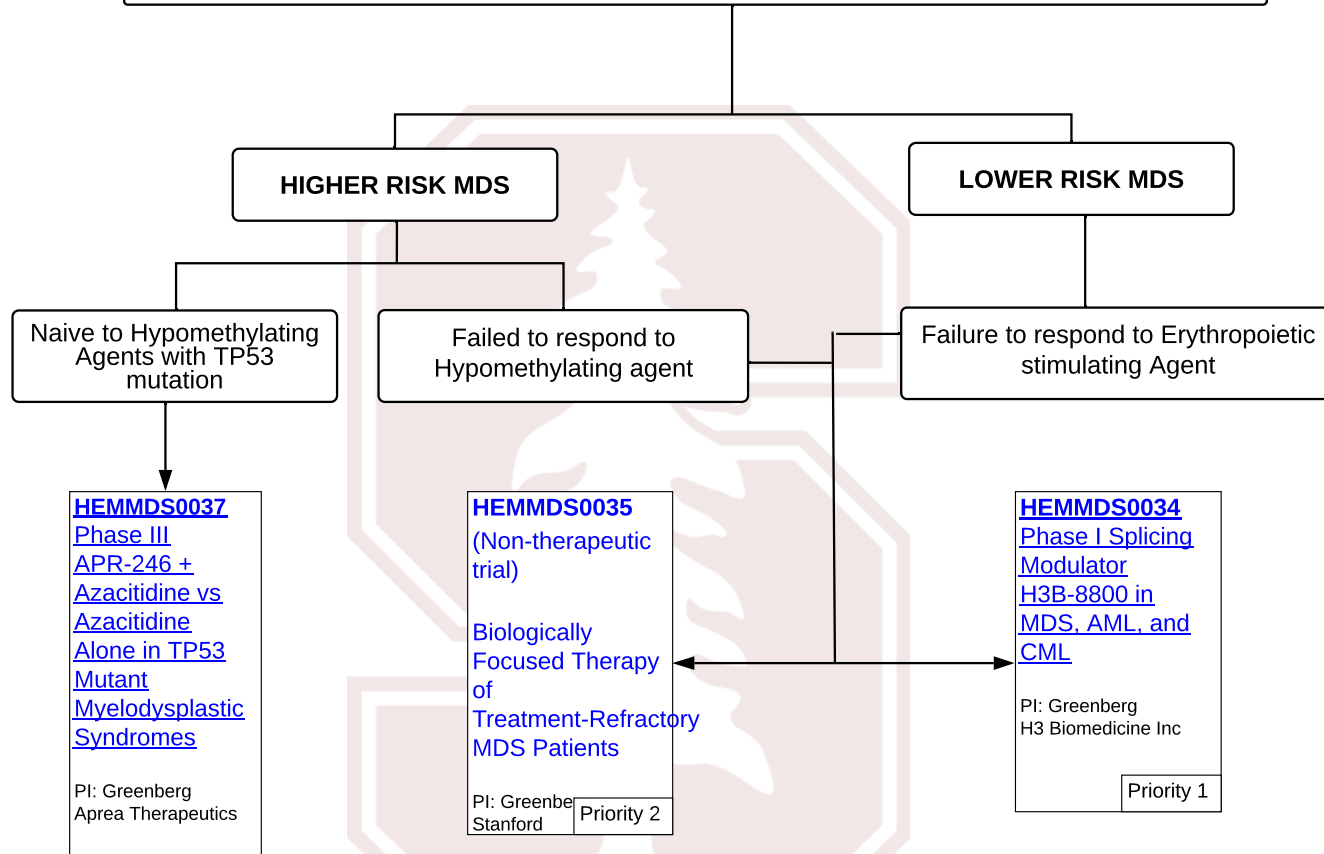 HIGHER RISK MDS
LOWER RISK MDS
Naive to Hypomethylating
Agents with TP53
mutation
Failed to respond to
Hypomethylating agent
Failure to respond to Erythropoietic
stimulating Agent
HEMMDS0037
Phase III
APR-246 +
Azacitidine vs
Azacitidine
Alone in TP53
Mutant
Myelodysplastic
Syndromes
PI: Greenberg
Aprea Therapeutics
HEMMDS0035
(Non-therapeutic
trial)
Biologically
Focused Therapy
of
Treatment-Refractory
MDS Patients
PI: Greenbe
Stanford
Priority 2
HEMMDS0034
Phase I Splicing
Modulator
H3B-8800 in
MDS, AML, and
CML
PI: Greenberg
H3 Biomedicine Inc
Priority 1